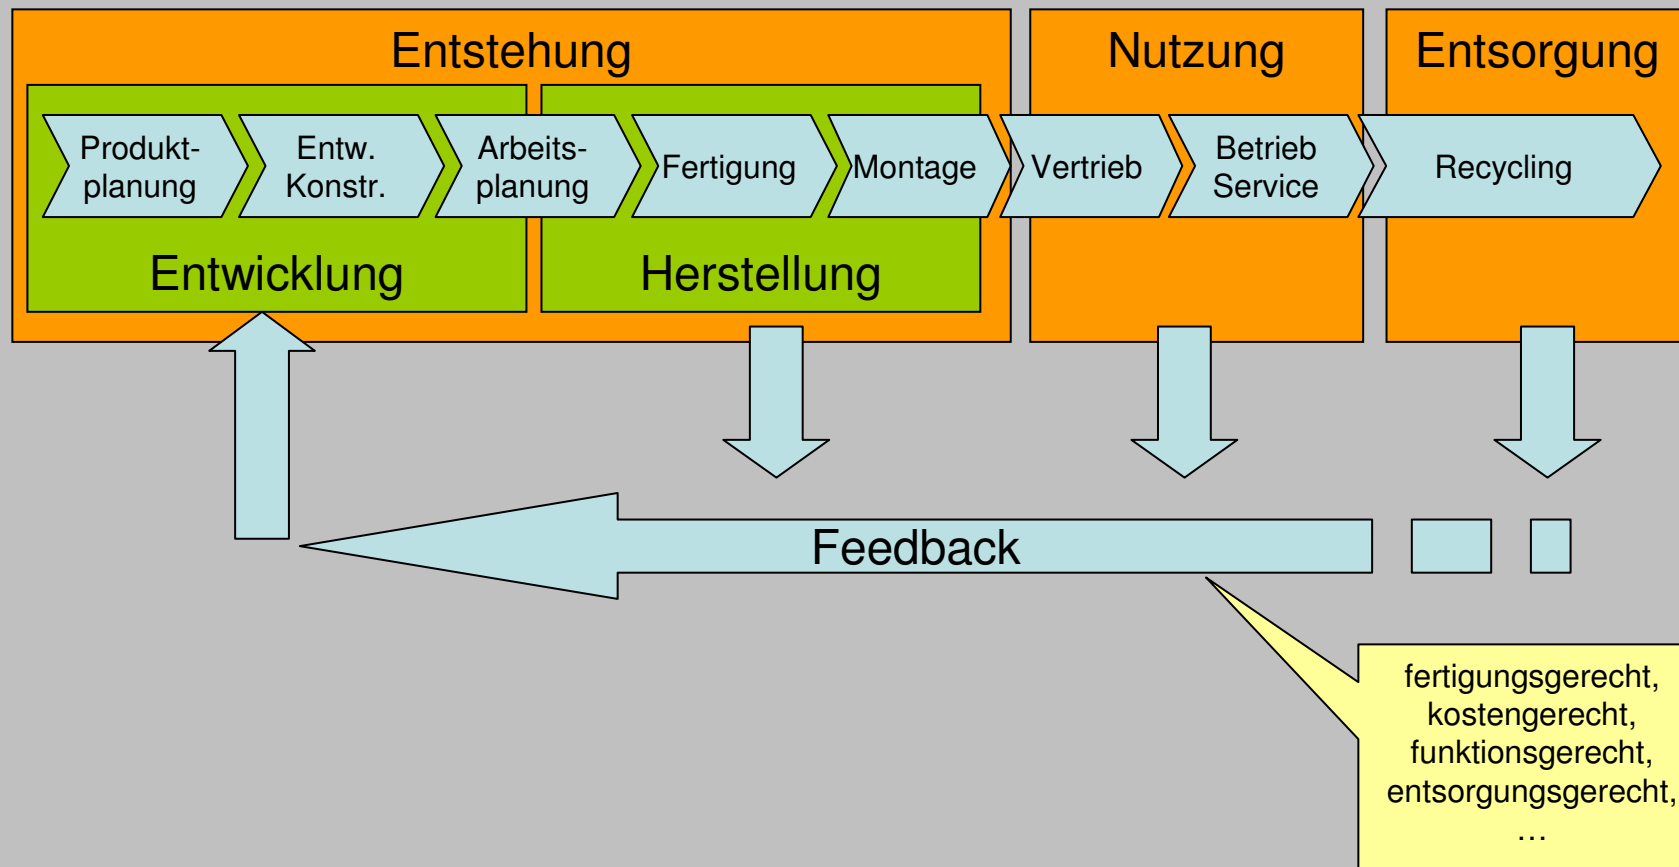 Entstehung
Nutzung
Entsorgung
Produkt-
planung
Entw.
Konstr.
Arbeits-
planung
Fertigung
Montage
Vertrieb
Betrieb
Service
Recycling
Entwicklung
Herstellung
Feedback
fertigungsgerecht,
kostengerecht,
funktionsgerecht,
entsorgungsgerecht,
…